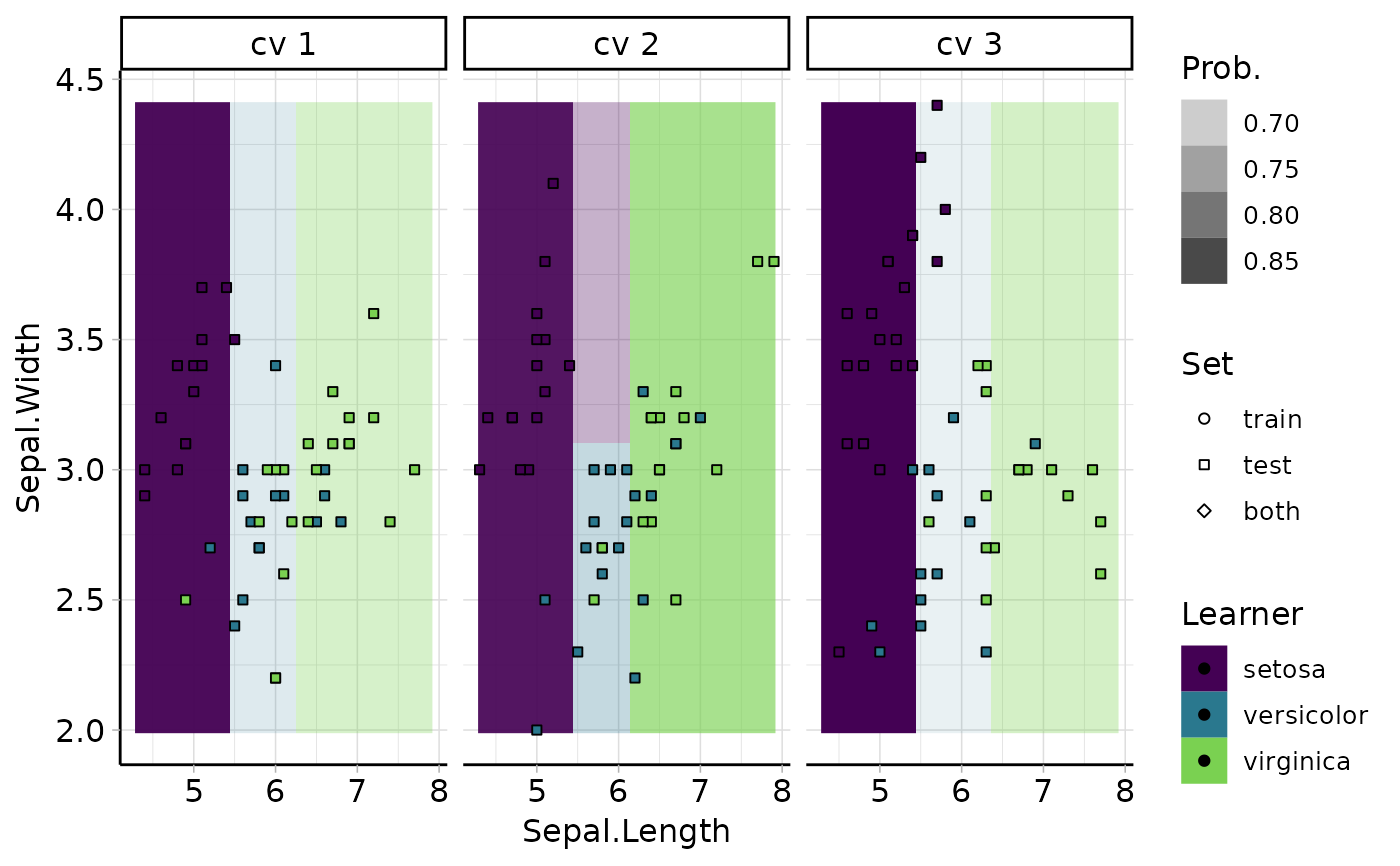 cv 1
cv 2
cv 3
4.5
4.0
3.5
3.0
2.5
2.0
Sepal.Width
5 6 7 8
5 6 7 8
5 6 7 8
Sepal.Length
Prob.
0.70
0.75
0.80
0.85
Set
train
test
both
Learner
setosa
versicolor
virginica